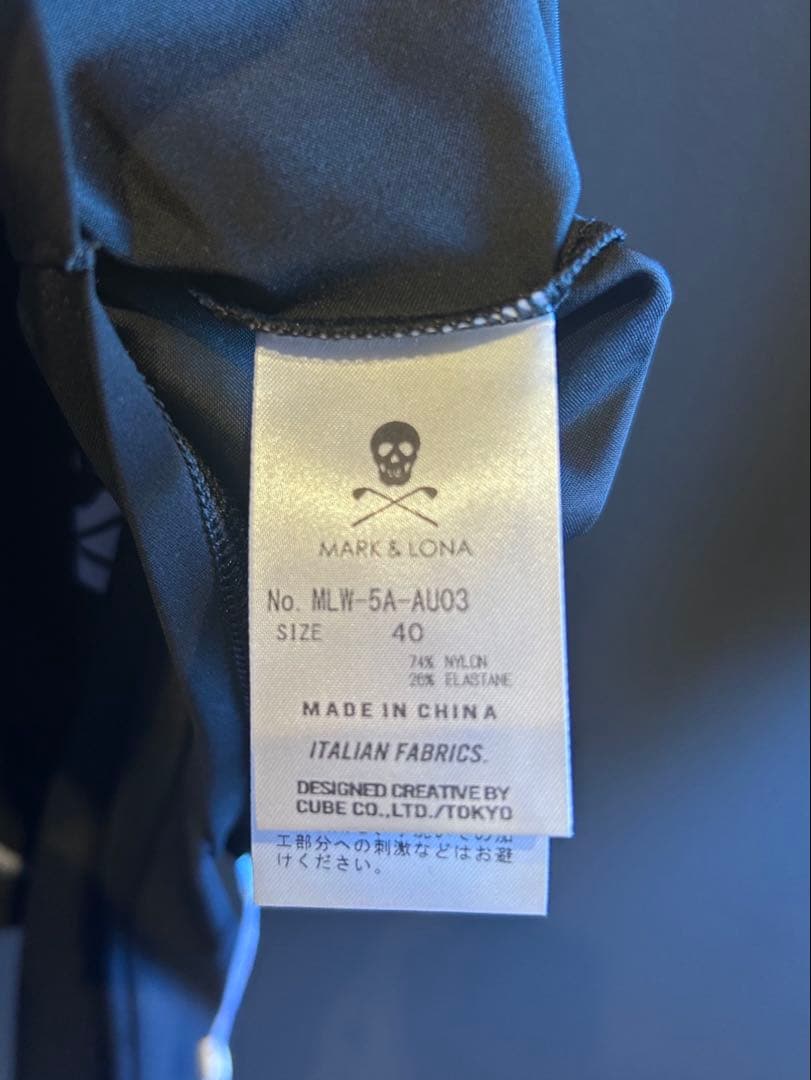 MARK & LONA
No. MLW-5A-AU03
SIZE 40
74% NYLON
26% ELASTANE
MADE IN CHINA
ITALIAN FABRICS.
DESIGNED CREATIVE BY
CUBE CO.,LTD./TOKYO
工部分への刺激などはお避
けください。